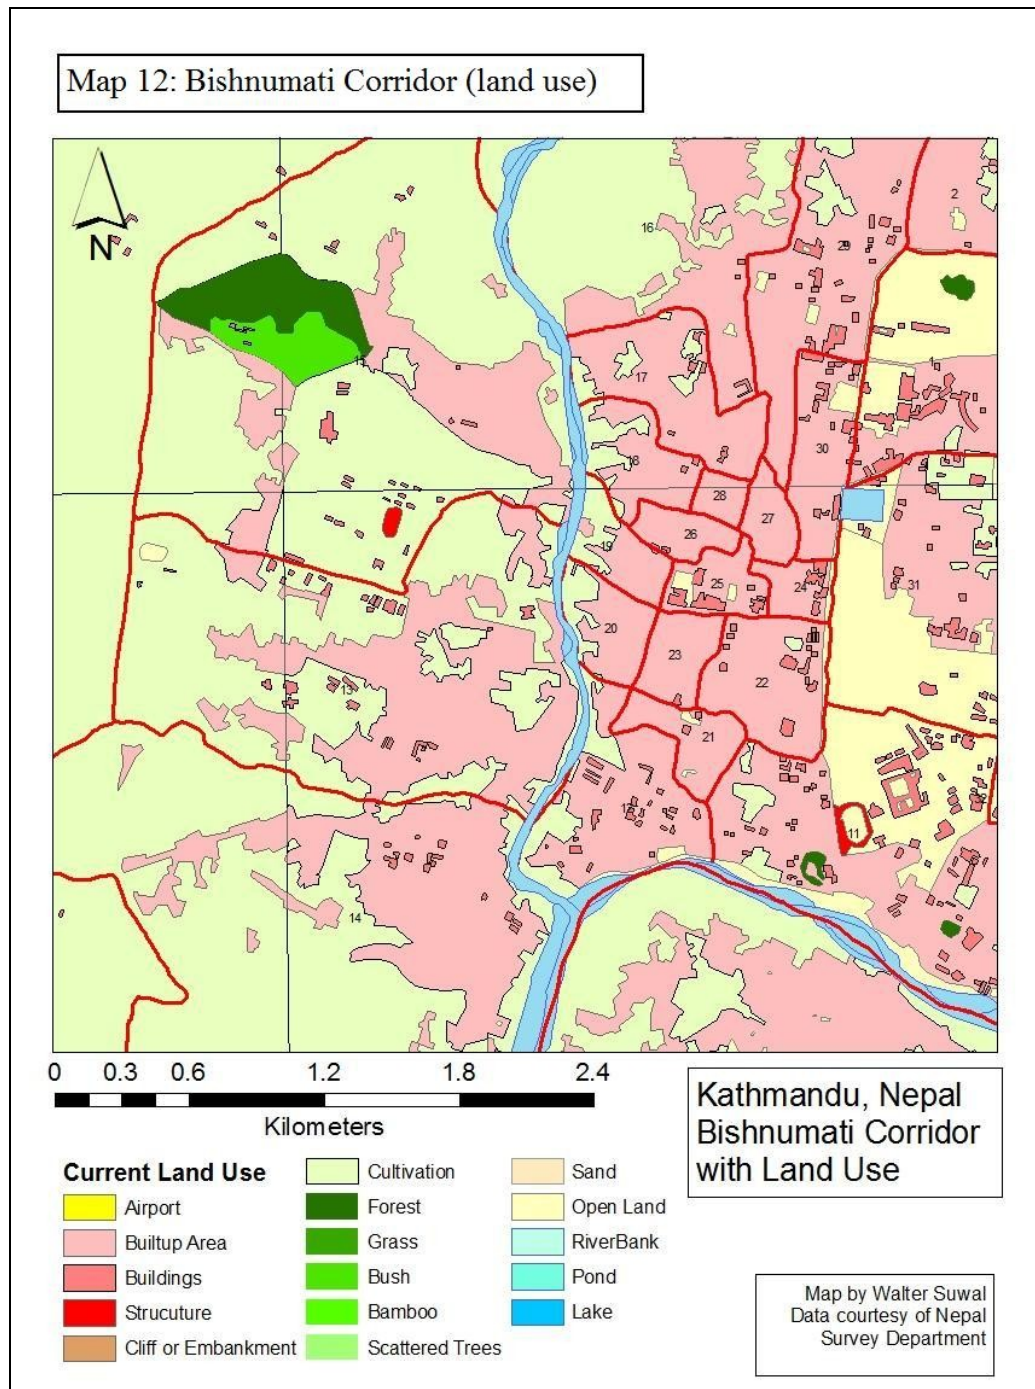 Map 12: Bishnumati Corridor (land use)
N
2
16
29
1
15
17
30
18
28
27
26
19
25
24
31
20
23
22
13
21
12
11
14
0 0.3 0.6 1.2 1.8 2.4
Kilometers
Kathmandu, Nepal
Bishnumati Corridor
with Land Use
Current Land Use
Airport
Builtup Area
Buildings
Strucuture
Cliff or Embankment
Cultivation
Forest
Grass
Bush
Bamboo
Scattered Trees
Sand
Open Land
RiverBank
Pond
Lake
Map by Walter Suwal
Data courtesy of Nepal
Survey Department